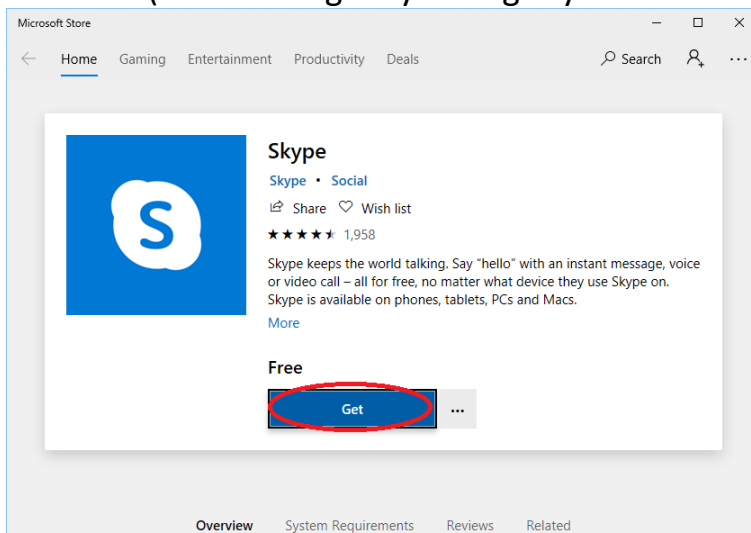 Microsoft Store
Home Gaming Entertainment Productivity Deals Search
Skype
Skype • Social
Share Wish list
1,958
Skype keeps the world talking. Say “hello” with an instant message, voice
or video call – all for free, no matter what device they use Skype on.
Skype is available on phones, tablets, PCs and Macs.
More
Free
Get ...
Overview System Requirements Reviews Related